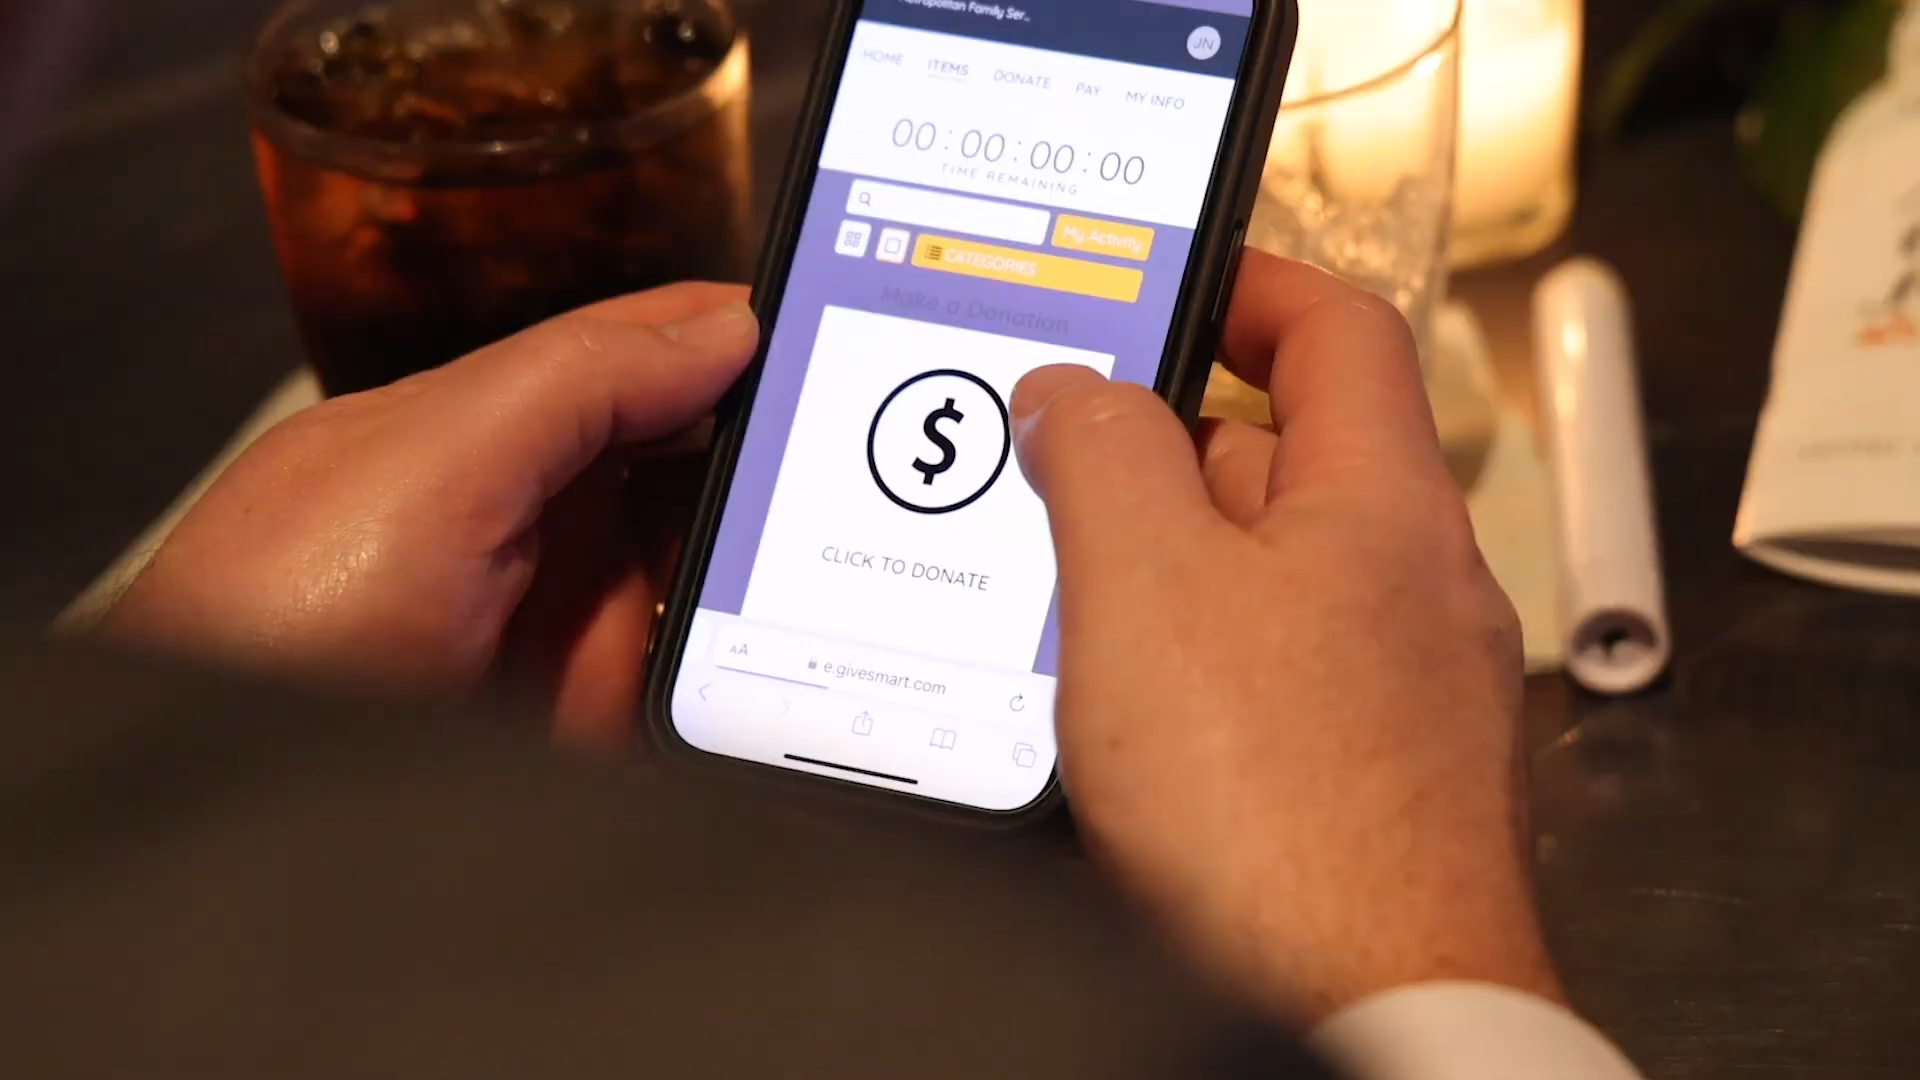 Metropolitan Family Ser...
JN
HOME ITEMS DONATE PAY MY INFO
00 : 00 : 00 : 00
TIME REMAINING
My Activity
CATEGORIES
Make a Donation
$
CLICK TO DONATE
AA e.givesmart.com